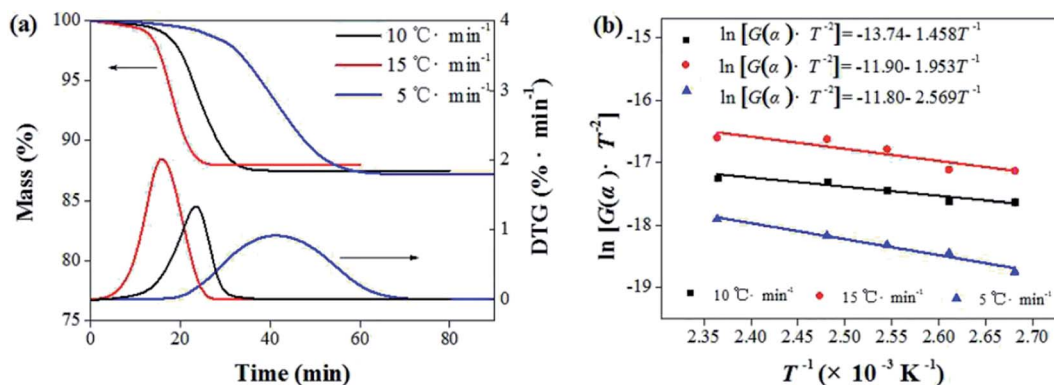 (a)
100
95
90
85
80
75
Mass (%)
0
20
40
60
80
Time (min)
4
3
2
1
0
DTG (%· min⁻¹)
10 ℃· min⁻¹
15 ℃· min⁻¹
5 ℃· min⁻¹
(b)
-15
-16
-17
-18
-19
ln [G(α)· T⁻²]
ln [G(α)· T⁻²]= -13.74- 1.458T⁻¹
ln [G(α)· T⁻²]= -11.90- 1.953T⁻¹
ln [G(α)· T⁻²]= -11.80- 2.569T⁻¹
10 ℃· min⁻¹ 15 ℃· min⁻¹ 5 ℃· min⁻¹
2.35 2.40 2.45 2.50 2.55 2.60 2.65 2.70
T⁻¹ (× 10⁻³ K⁻¹)